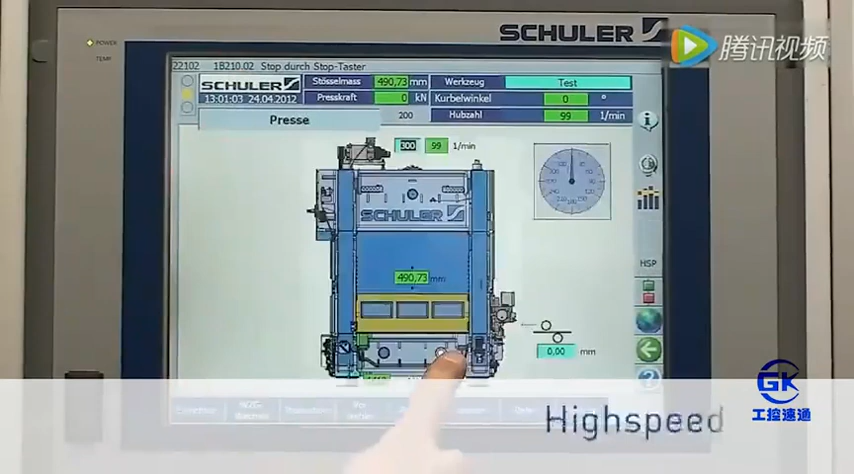 SCHULER
腾讯视频
POWER
TEMP
22102 1B210.02 Stop durch Stop-Taster
SCHULER
Stösselmass 490,73 mm
Werkzeug Test
13:01:03 24.04.2012
Presskraft 0 kN
Kurbelwinkel 0 °
200
Hubzahl 99 1/min
Presse
300 99 1/min
SCHULER
490,73 mm
HSP
0,00 mm
Highspeed
GK
工控速通